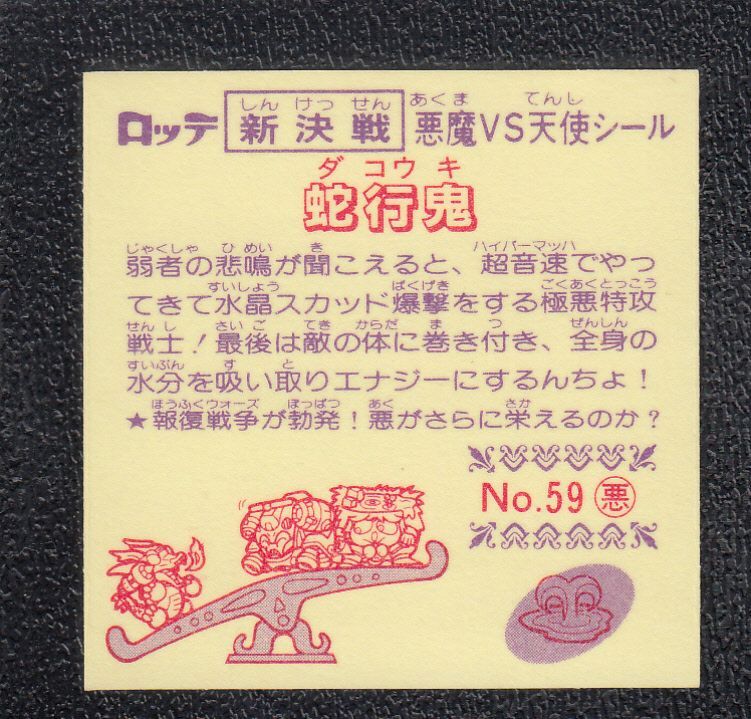 しん けっ せん あくま てんし
ロッテ 新決戦 悪魔VS天使シール
ダ コウ キ
蛇行鬼
じゃくしゃ ひ めい き ハイパーマッハ
弱者の悲鳴が聞こえると、超音速でやっ
すいしょう ばくげき ごくあくとっこう
てきて水晶スカッド爆撃をする極悪特攻
せん し さい ご てき からだ ま つ ぜんしん
戦士!最後は敵の体に巻き付き、全身の
すいぶん す と
水分を吸い取りエナジーにするんちょ!
ほうふくウォーズ ぼっぱつ あく さか
★報復戦争が勃発!悪がさらに栄えるのか?
No.59 悪